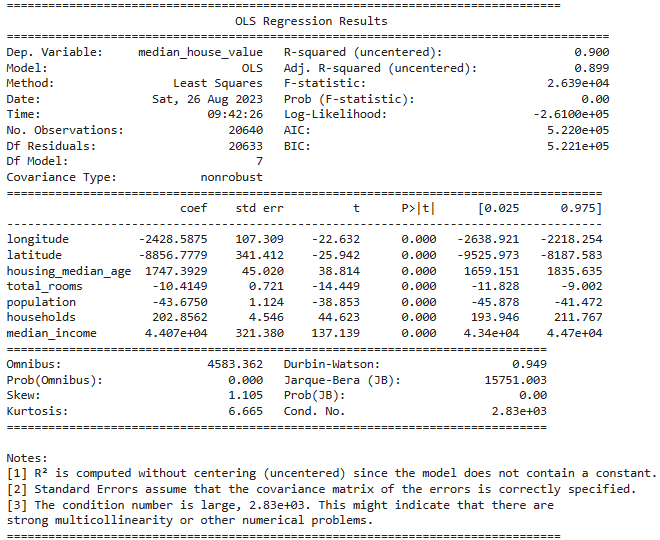 ==============================================================================
OLS Regression Results
=======================================================================================
Dep. Variable:     median_house_value   R-squared (uncentered):                   0.900
Model:                            OLS   Adj. R-squared (uncentered):              0.899
Method:                 Least Squares   F-statistic:                          2.639e+04
Date:                Sat, 26 Aug 2023   Prob (F-statistic):                        0.00
Time:                        09:42:26   Log-Likelihood:                     -2.6100e+05
No. Observations:               20640   AIC:                                  5.220e+05
Df Residuals:                   20633   BIC:                                  5.221e+05
Df Model:                           7
Covariance Type:            nonrobust
======================================================================================
                         coef    std err          t      P>|t|      [0.025      0.975]
--------------------------------------------------------------------------------------
longitude          -2428.5875    107.309    -22.632      0.000   -2638.921   -2218.254
latitude           -8856.7779    341.412    -25.942      0.000   -9525.973   -8187.583
housing_median_age  1747.3929     45.020     38.814      0.000    1659.151    1835.635
total_rooms          -10.4149      0.721    -14.449      0.000     -11.828      -9.002
population           -43.6750      1.124    -38.853      0.000     -45.878     -41.472
households           202.8562      4.546     44.623      0.000     193.946     211.767
median_income       4.407e+04    321.380    137.139      0.000    4.34e+04    4.47e+04
==============================================================================
Omnibus:                     4583.362   Durbin-Watson:                   0.949
Prob(Omnibus):                  0.000   Jarque-Bera (JB):            15751.003
Skew:                           1.105   Prob(JB):                         0.00
Kurtosis:                       6.665   Cond. No.                     2.83e+03
==============================================================================
Notes:
[1] R² is computed without centering (uncentered) since the model does not contain a constant.
[2] Standard Errors assume that the covariance matrix of the errors is correctly specified.
[3] The condition number is large, 2.83e+03. This might indicate that there are
strong multicollinearity or other numerical problems.
==============================================================================